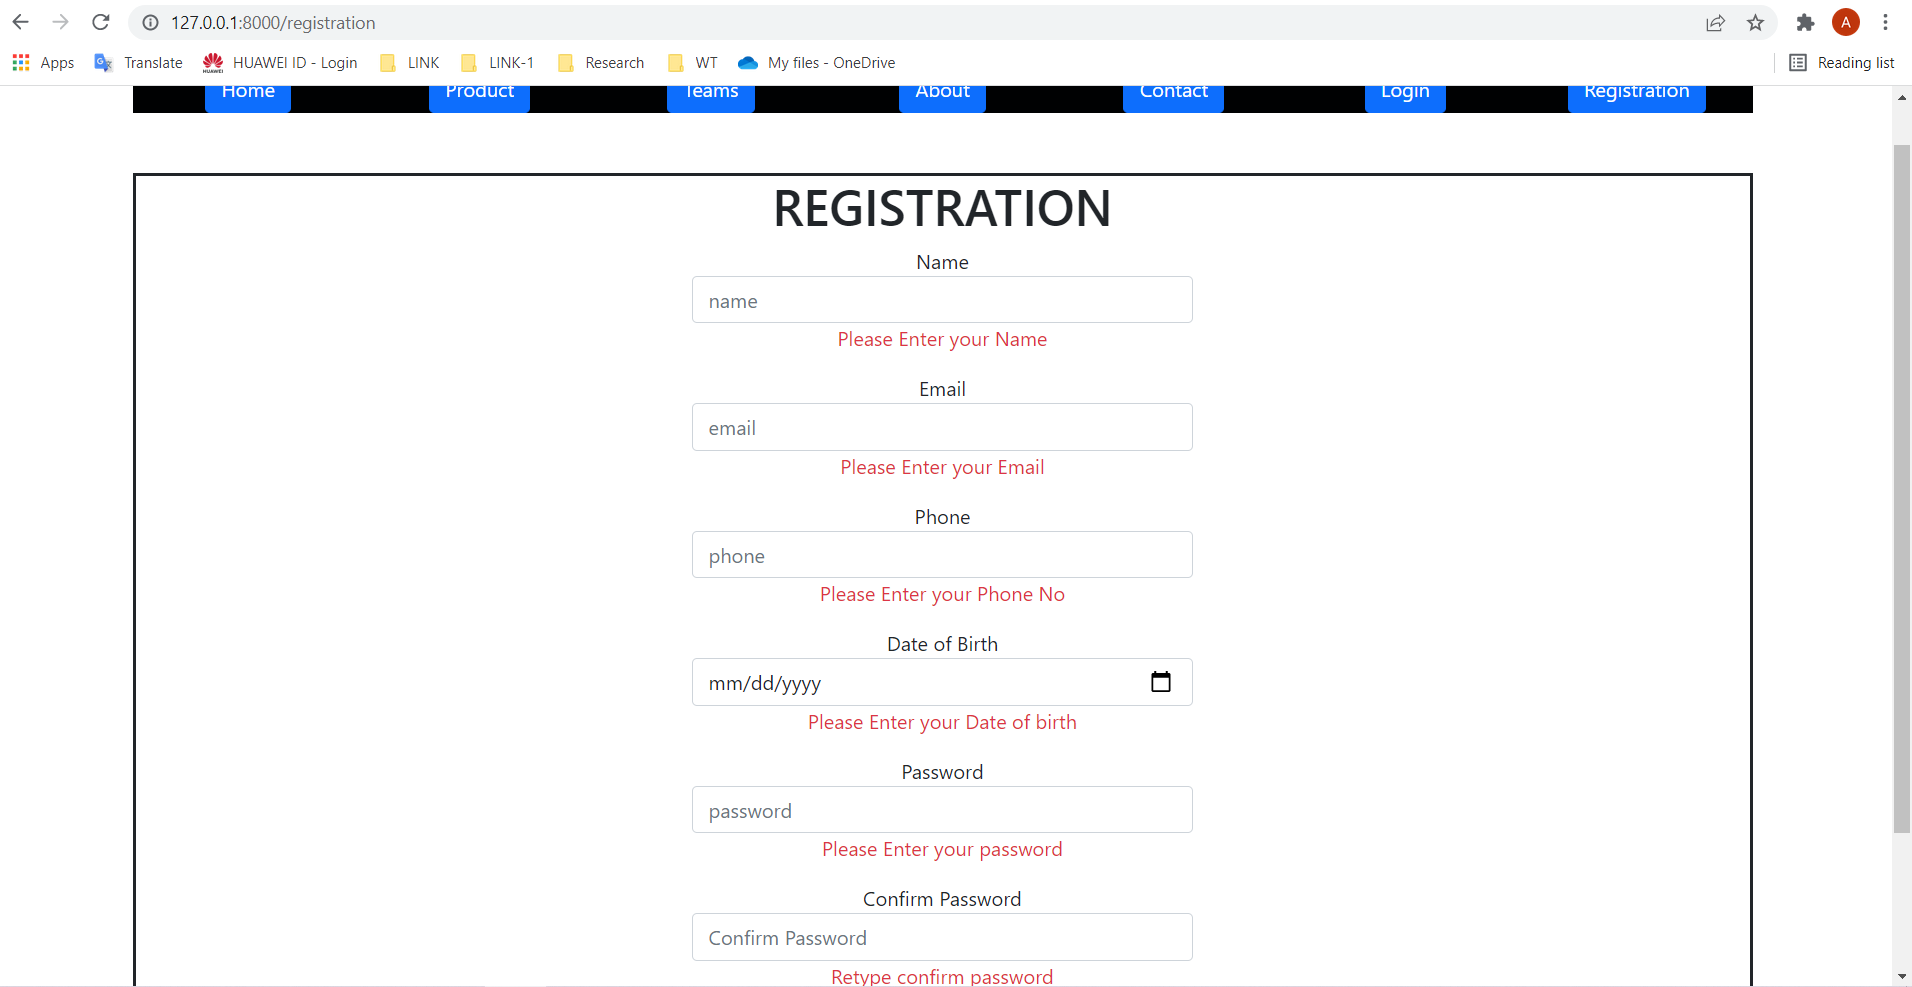 127.0.0.1:8000/registration
A
Apps Translate HUAWEI HUAWEI ID - Login LINK LINK-1 Research WT My files - OneDrive Reading list
Home Product Teams About Contact Login Registration
REGISTRATION
Name
name
Please Enter your Name
Email
email
Please Enter your Email
Phone
phone
Please Enter your Phone No
Date of Birth
mm/dd/yyyy
Please Enter your Date of birth
Password
password
Please Enter your password
Confirm Password
Confirm Password
Retype confirm password